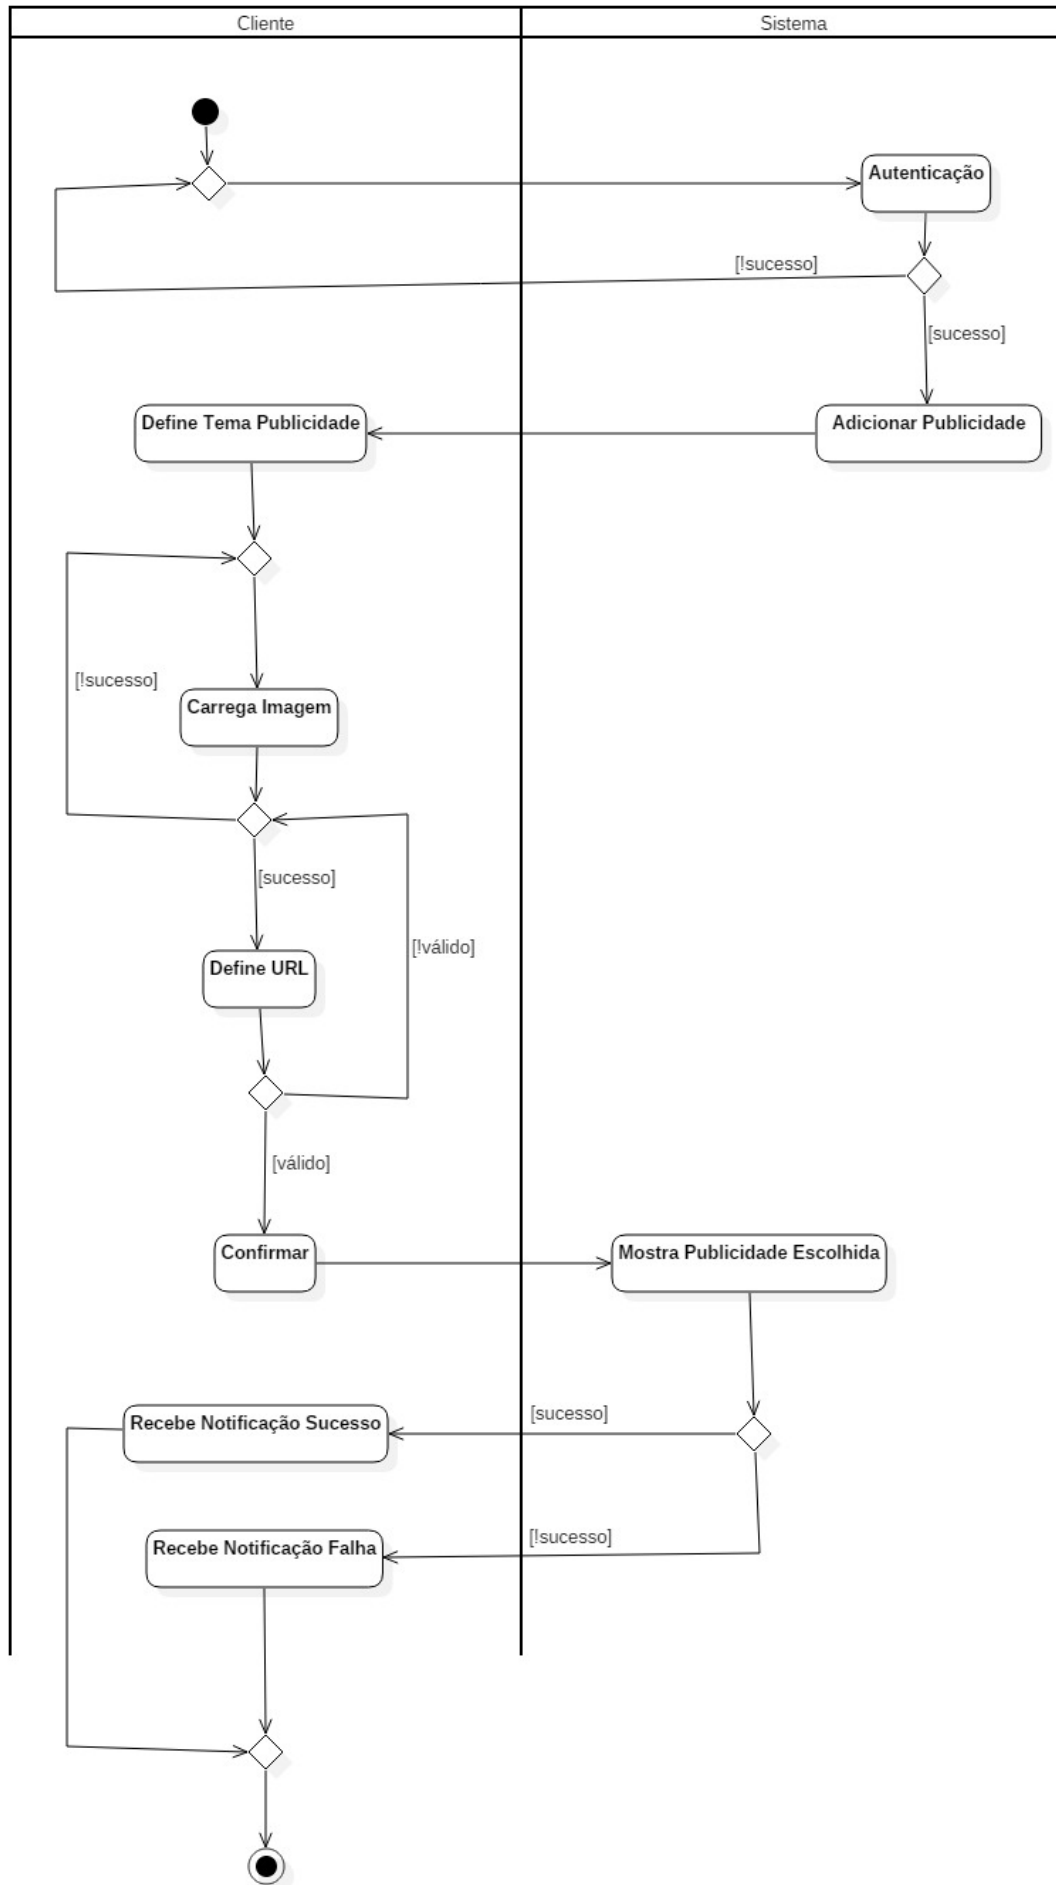 Cliente
Sistema
Autenticação
[!sucesso]
[sucesso]
Define Tema Publicidade
Adicionar Publicidade
[!sucesso]
Carrega Imagem
[sucesso]
[!válido]
Define URL
[válido]
Confirmar
Mostra Publicidade Escolhida
[sucesso]
Recebe Notificação Sucesso
[!sucesso]
Recebe Notificação Falha